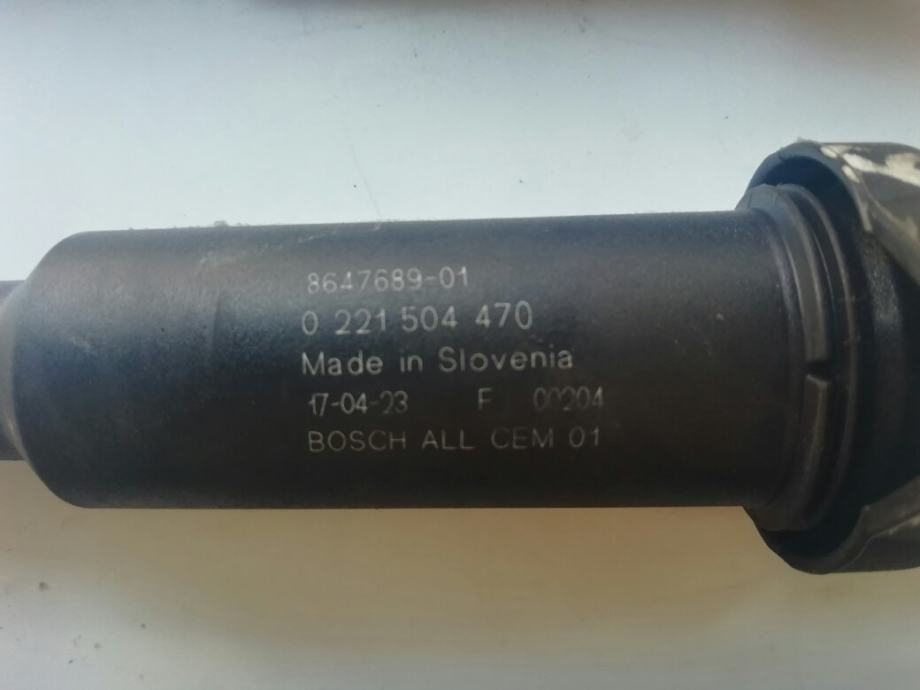 8647689-01
0 221 504 470
Made in Slovenia
17-04-23 F 00204
BOSCH ALL CEM 01